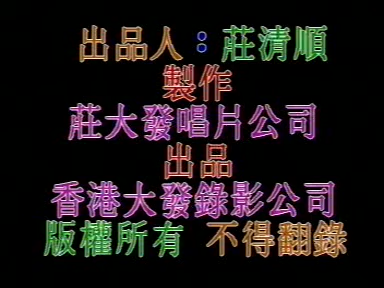 出品人：莊清順
製作
莊大發唱片公司
出品
香港大發錄影公司
版權所有 不得翻錄